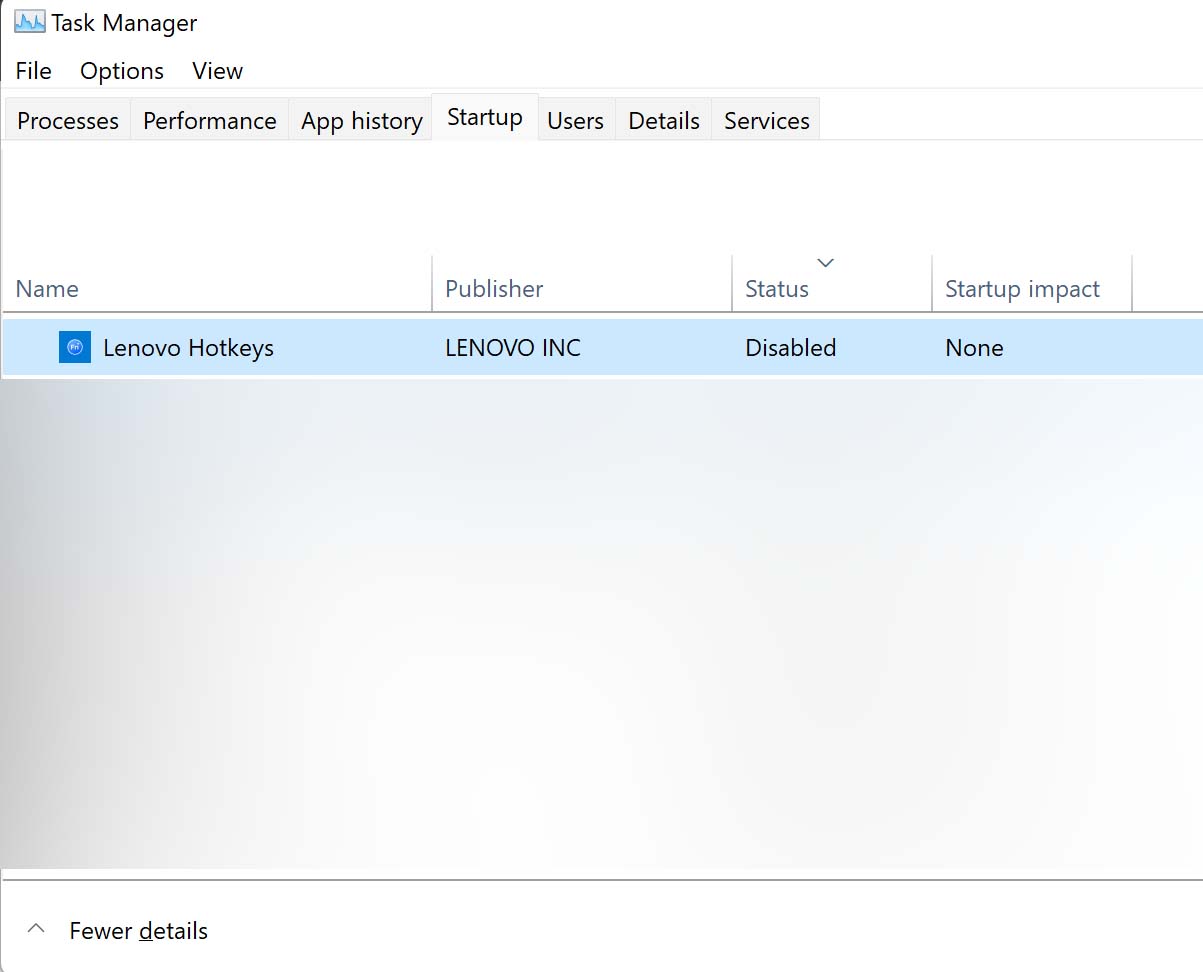 Task Manager
File Options View
Processes Performance App history Startup Users Details Services
Name Publisher Status Startup impact
Fn Lenovo Hotkeys LENOVO INC Disabled None
Fewer details